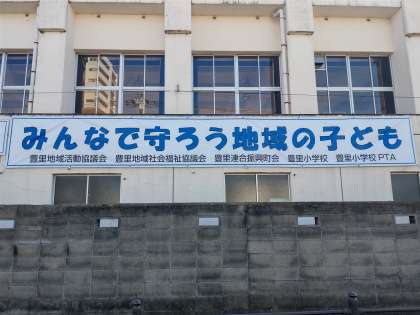 みんなで守ろう地域の子ども
豊里地域活動協議会　豊里地域社会福祉協議会　豊里連合振興町会　豊里小学校　豊里小学校PTA